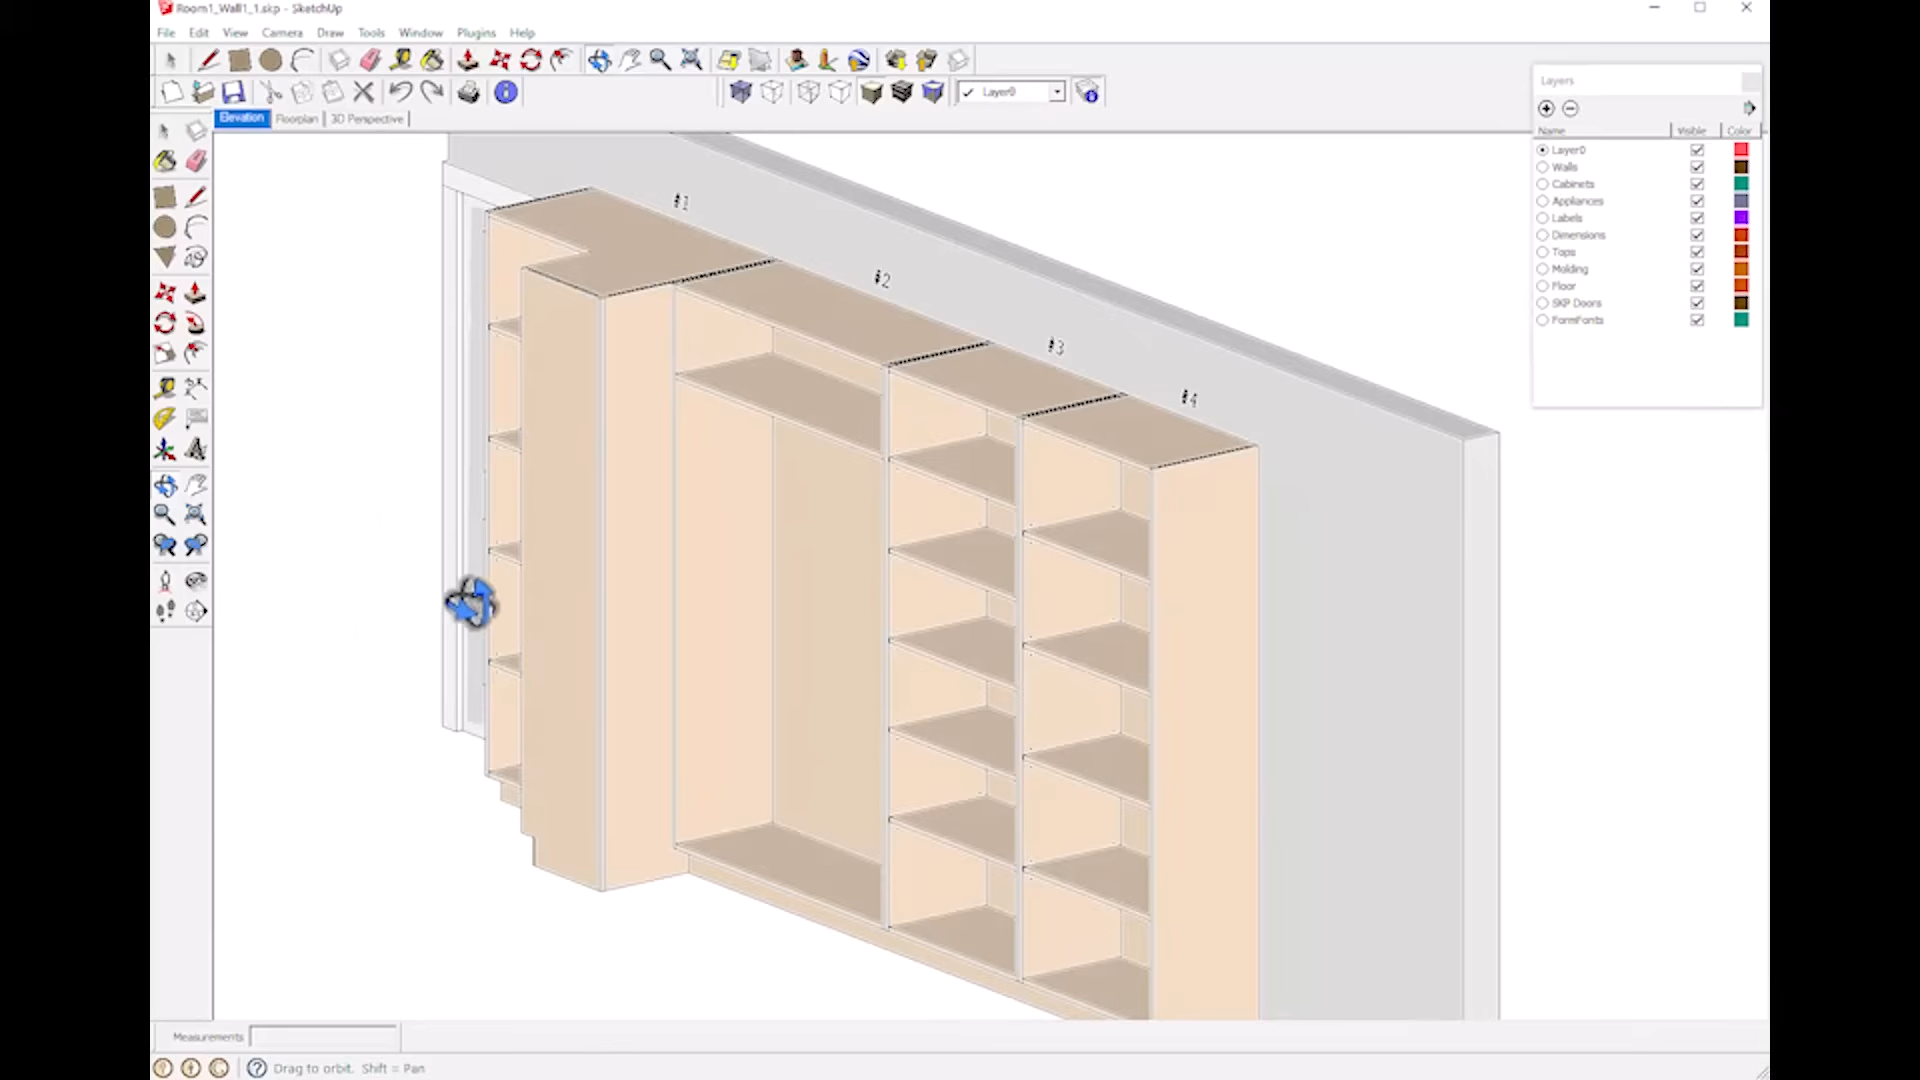 Room1_Wall1_1.skp - SketchUp
File Edit View Camera Draw Tools Window Plugins Help
Layer0
Elevation Floorplan 3D Perspective
Layers
Name Visible Color
Layer0
Walls
Cabinets
Appliances
Labels
Dimensions
Tops
Molding
Floor
SKP Doors
FormFonts
#1
#2
#3
#4
Measurements
Drag to orbit. Shift = Pan